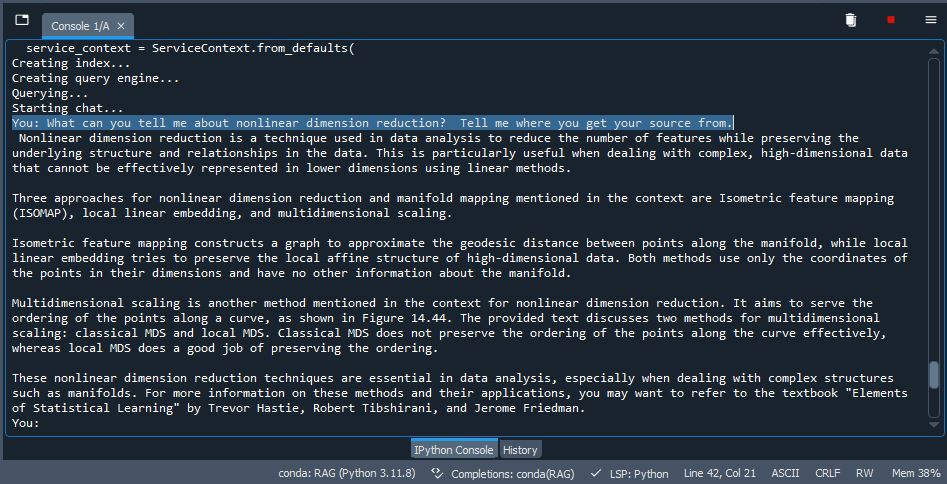 Console 1/A ×
service_context = ServiceContext.from_defaults(
Creating index...
Creating query engine...
Querying...
Starting chat...
You: What can you tell me about nonlinear dimension reduction?  Tell me where you get your source from.
Nonlinear dimension reduction is a technique used in data analysis to reduce the number of features while preserving the
underlying structure and relationships in the data. This is particularly useful when dealing with complex, high-dimensional data
that cannot be effectively represented in lower dimensions using linear methods.
Three approaches for nonlinear dimension reduction and manifold mapping mentioned in the context are Isometric feature mapping
(ISOMAP), local linear embedding, and multidimensional scaling.
Isometric feature mapping constructs a graph to approximate the geodesic distance between points along the manifold, while local
linear embedding tries to preserve the local affine structure of high-dimensional data. Both methods use only the coordinates of
the points in their dimensions and have no other information about the manifold.
Multidimensional scaling is another method mentioned in the context for nonlinear dimension reduction. It aims to serve the
ordering of the points along a curve, as shown in Figure 14.44. The provided text discusses two methods for multidimensional
scaling: classical MDS and local MDS. Classical MDS does not preserve the ordering of the points along the curve effectively,
whereas local MDS does a good job of preserving the ordering.
These nonlinear dimension reduction techniques are essential in data analysis, especially when dealing with complex structures
such as manifolds. For more information on these methods and their applications, you may want to refer to the textbook "Elements
of Statistical Learning" by Trevor Hastie, Robert Tibshirani, and Jerome Friedman.
You:
IPython Console History
conda: RAG (Python 3.11.8) Completions: conda(RAG) LSP: Python Line 42, Col 21 ASCII CRLF RW Mem 38%